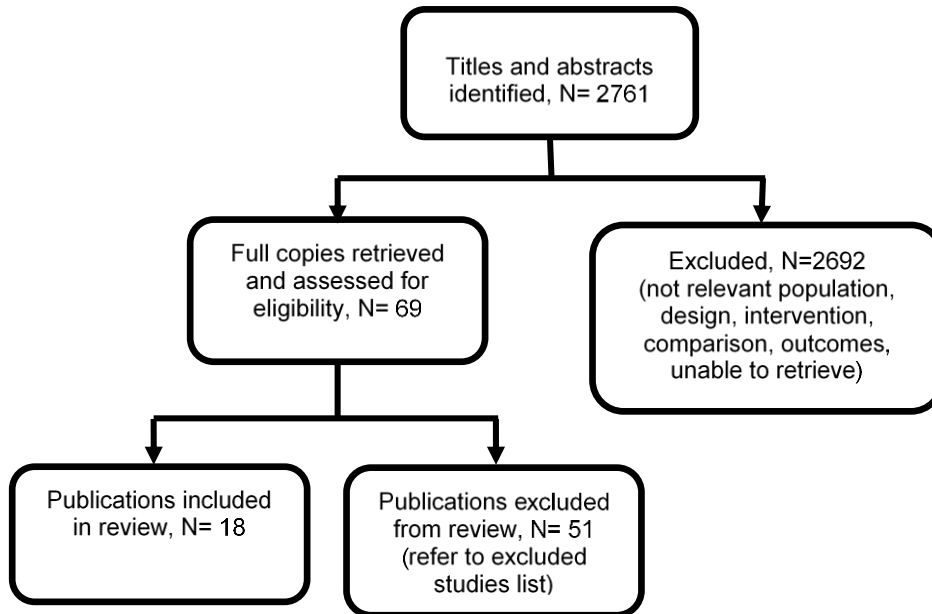 Titles and abstracts
identified, N= 2761
Full copies retrieved
and assessed for
eligibility, N= 69
Excluded, N=2692
(not relevant population,
design, intervention,
comparison, outcomes,
unable to retrieve)
Publications included
in review, N= 18
Publications excluded
from review, N= 51
(refer to excluded
studies list)